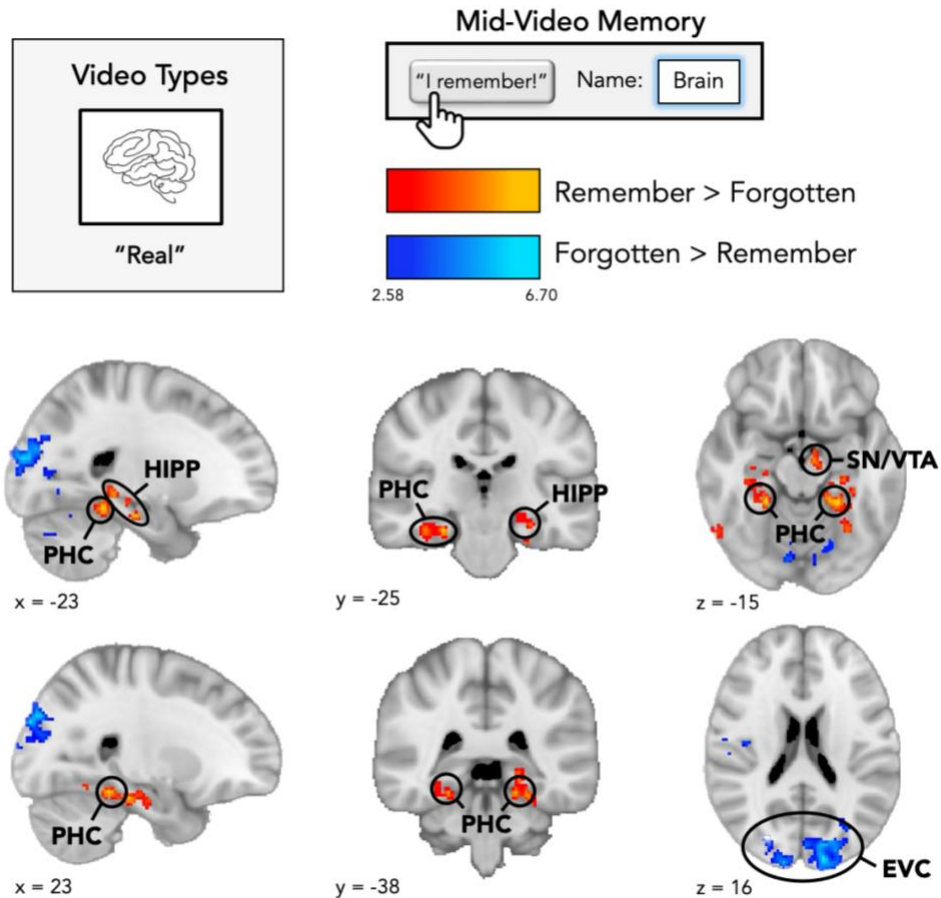 Video Types
"Real"
Mid-Video Memory
"I remember!"
Name:
Brain
Remember > Forgotten
Forgotten > Remember
2.58
6.70
HIPP
PHC
x = -23
PHC
HIPP
y = -25
SN/VTA
PHC
z = -15
PHC
x = 23
PHC
y = -38
EVC
z = 16